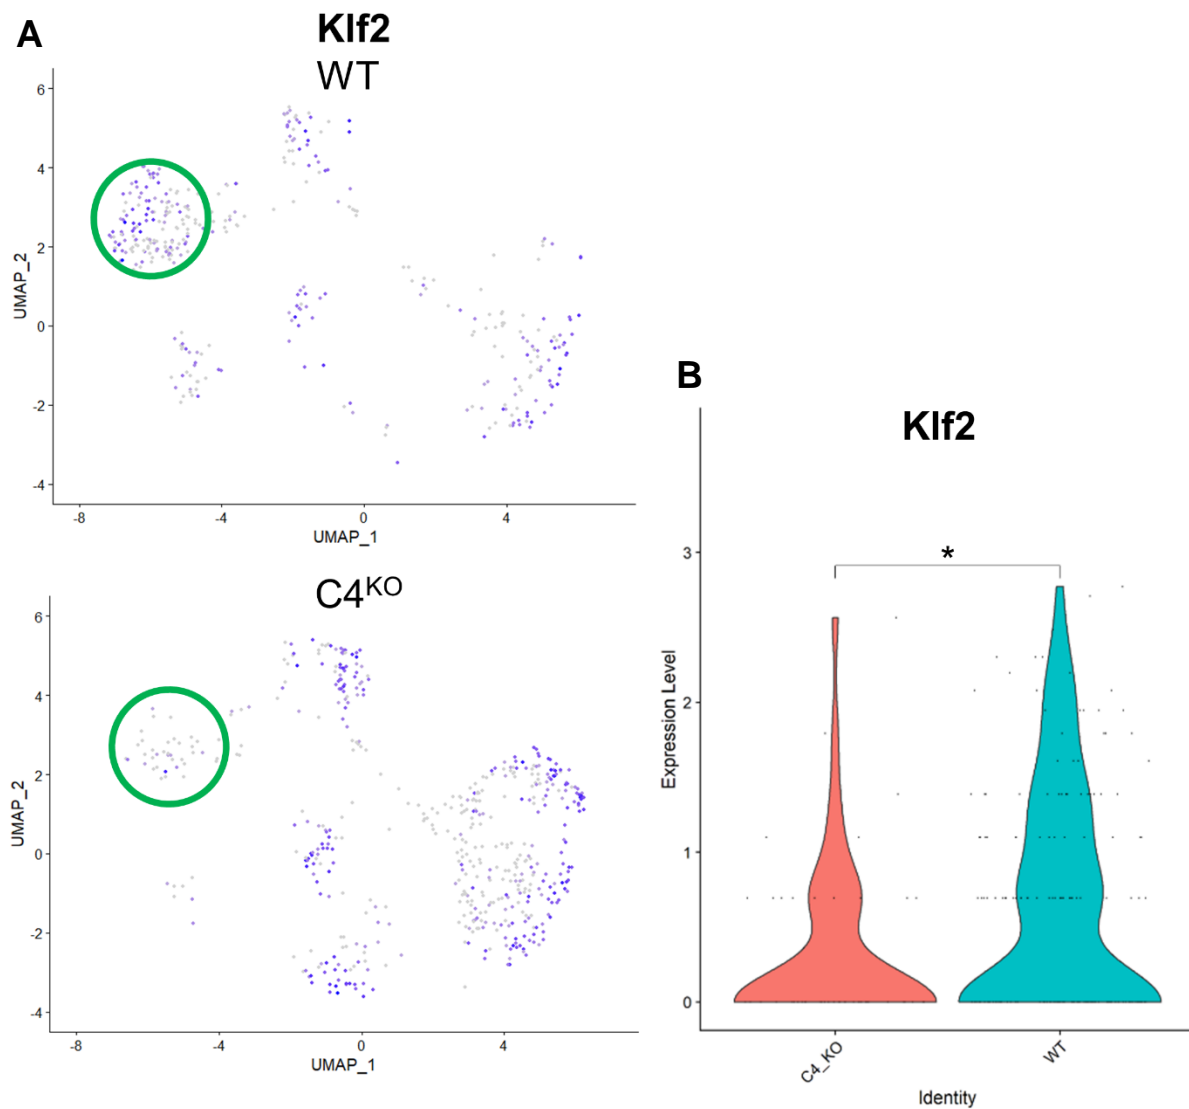 A
Klf2
WT
6
4
2
0
-2
-4
UMAP_2
-8
-4
0
4
UMAP_1
C4KO
6
4
2
0
-2
-4
UMAP_2
-8
-4
0
4
UMAP_1
B
Klf2
*
3
2
1
0
Expression Level
C4_KO
WT
Identity